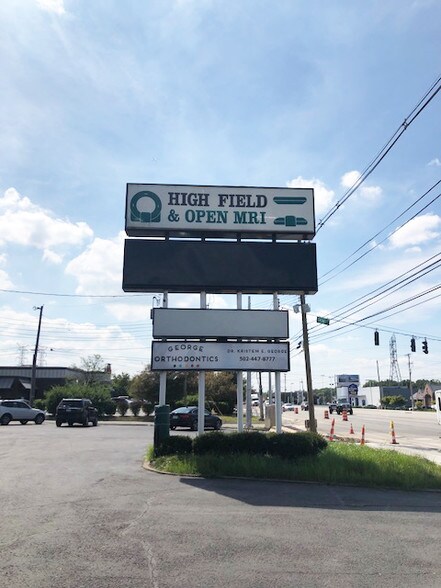 HIGH FIELD
& OPEN MRI
GEORGE
ORTHODONTICS
DR. KRISTEN E. GEORGE
502-447-8777